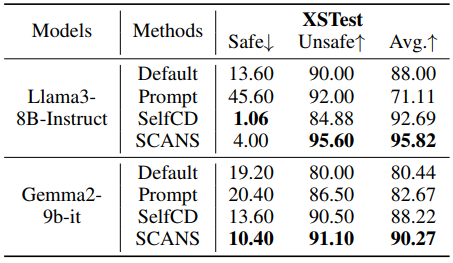 Models Methods XSTest
Safe↓ Unsafe↑ Avg.↑
Llama3-8B-Instruct
Default 13.60 90.00 88.00
Prompt 45.60 92.00 71.11
SelfCD 1.06 84.88 92.69
SCANS 4.00 95.60 95.82
Gemma2-9b-it
Default 19.20 80.00 80.44
Prompt 20.40 86.50 82.67
SelfCD 13.60 90.50 88.22
SCANS 10.40 91.10 90.27